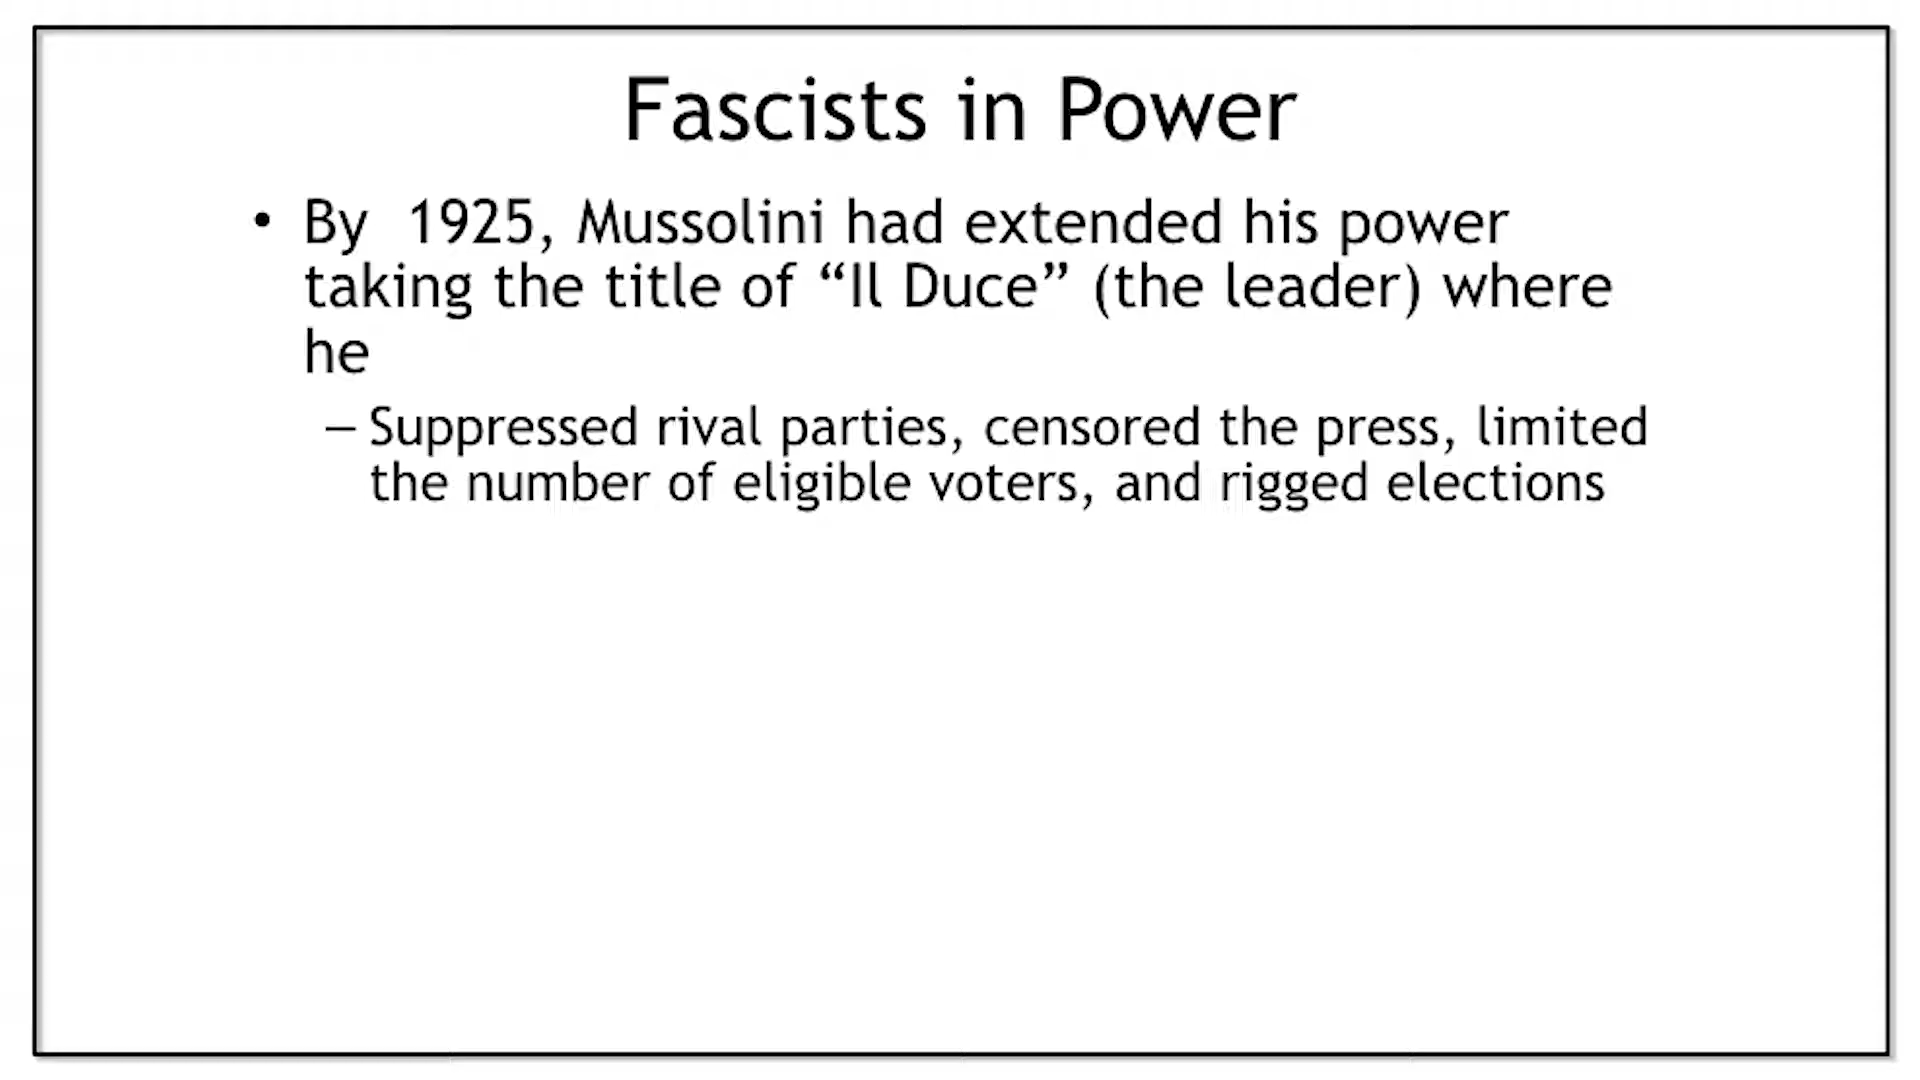 Fascists in Power
• By  1925, Mussolini had extended his power
taking the title of “Il Duce” (the leader) where
he
– Suppressed rival parties, censored the press, limited
the number of eligible voters, and rigged elections